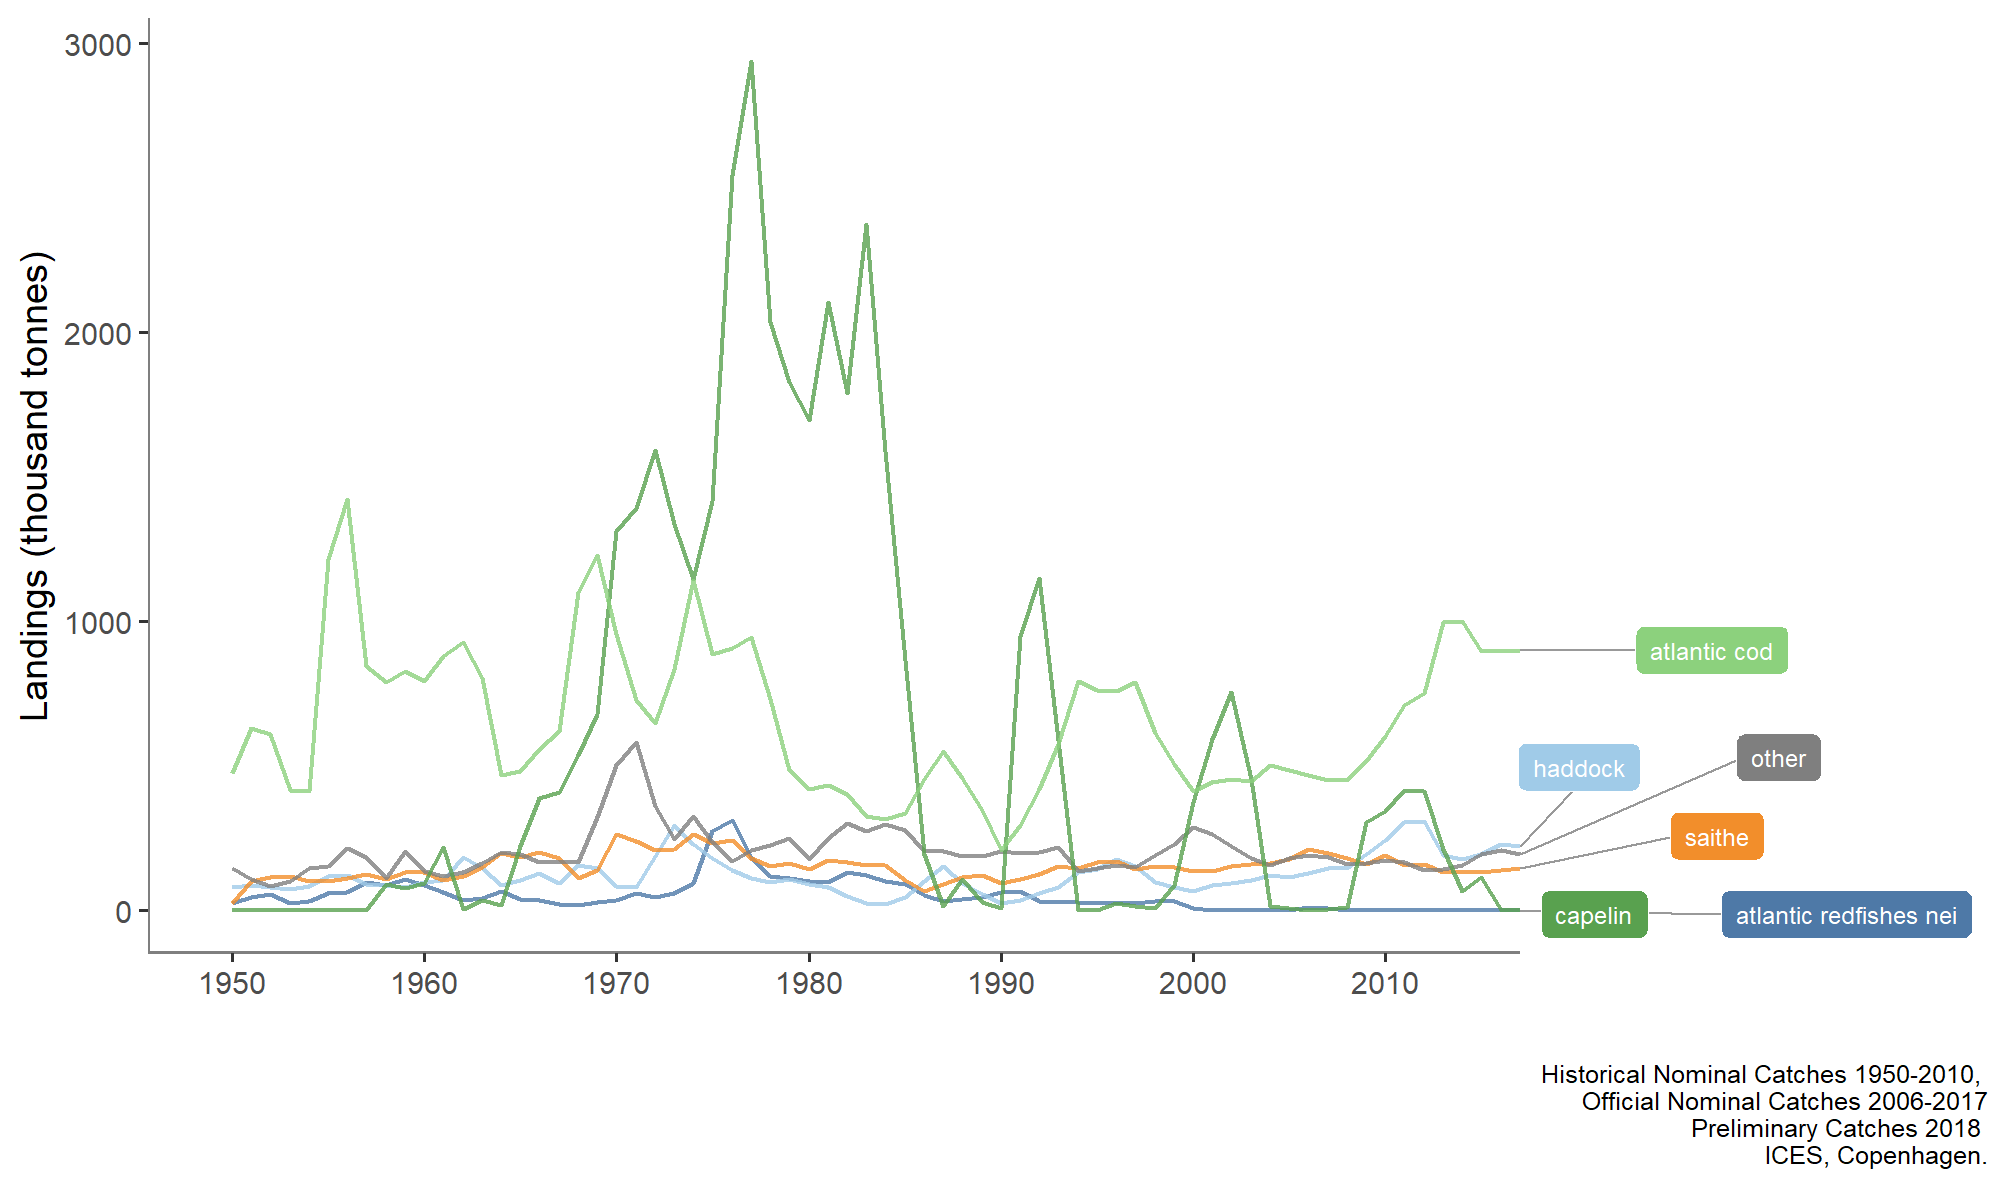 Landings (thousand tonnes)
3000
2000
1000
0
1950 1960 1970 1980 1990 2000 2010
atlantic cod
other
haddock
saithe
capelin
atlantic redfishes nei
Historical Nominal Catches 1950-2010,
Official Nominal Catches 2006-2017
Preliminary Catches 2018
ICES, Copenhagen.